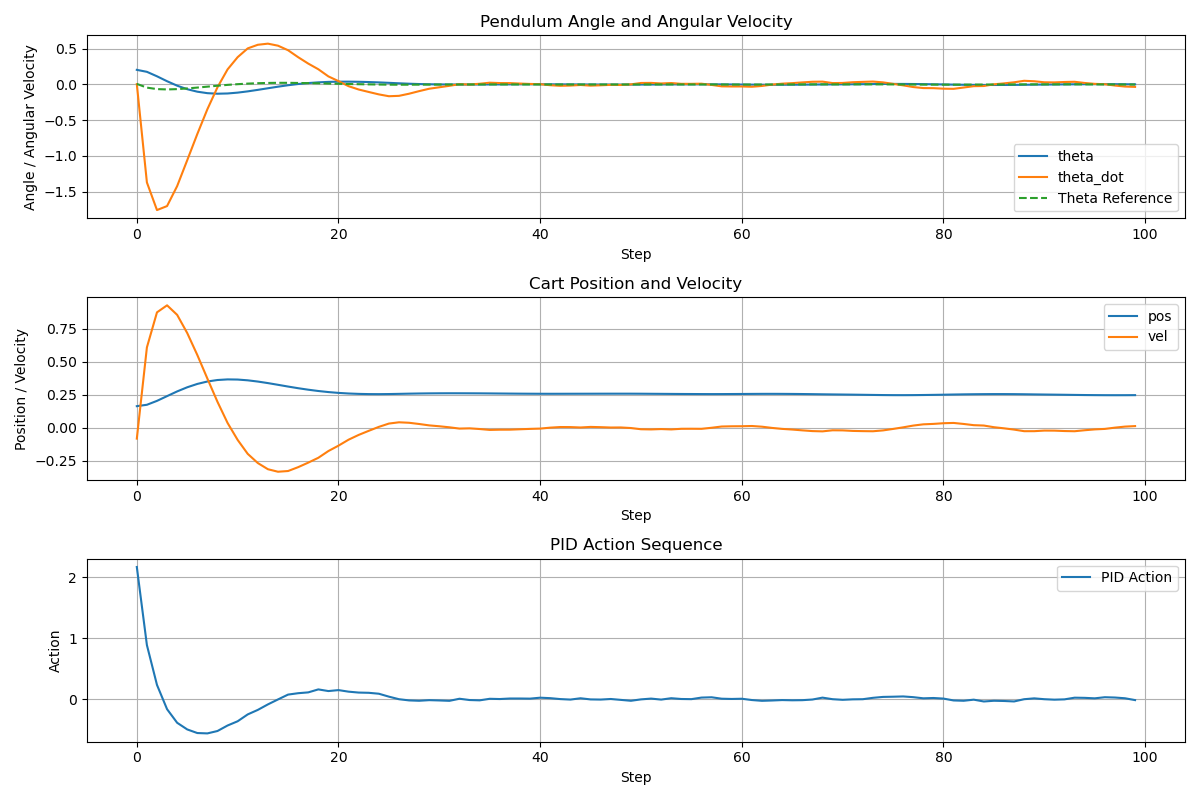 Pendulum Angle and Angular Velocity
Angle / Angular Velocity
0.5
0.0
−0.5
−1.0
−1.5
theta
theta_dot
Theta Reference
0 20 40 60 80 100
Step
Cart Position and Velocity
Position / Velocity
0.75
0.50
0.25
0.00
−0.25
pos
vel
0 20 40 60 80 100
Step
PID Action Sequence
Action
2
1
0
PID Action
0 20 40 60 80 100
Step